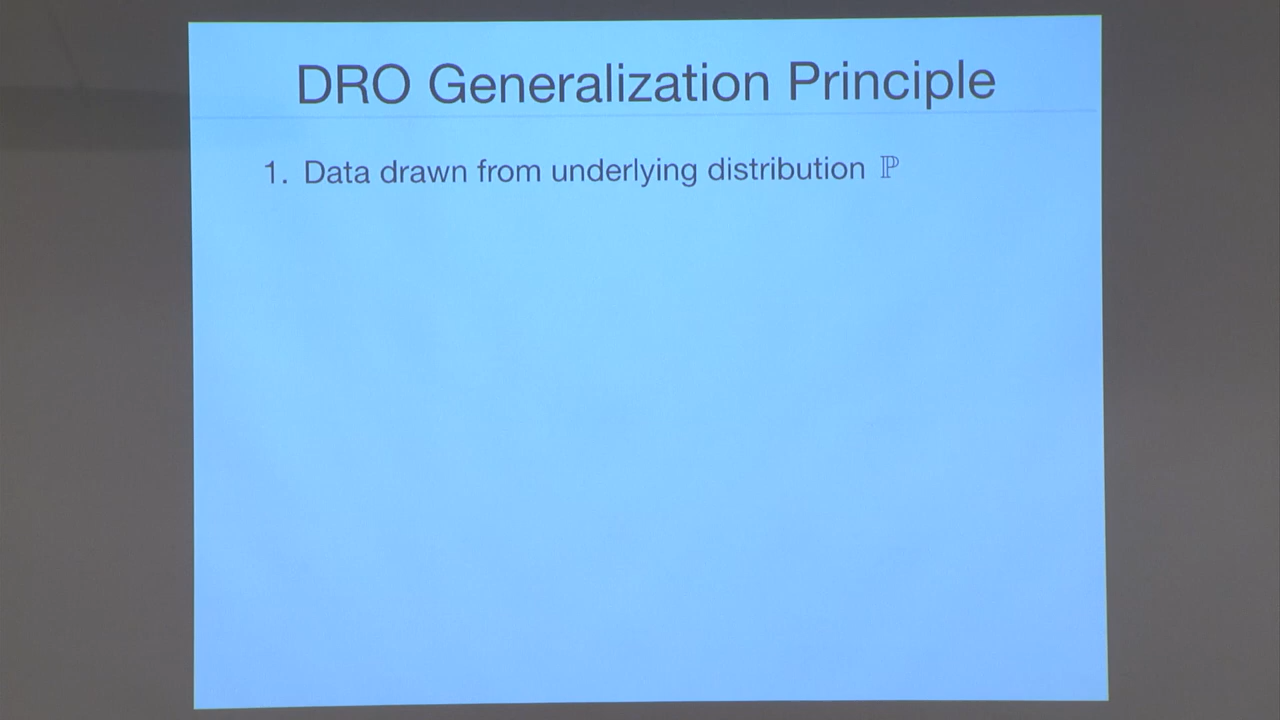 DRO Generalization Principle
1. Data drawn from underlying distribution ℙ